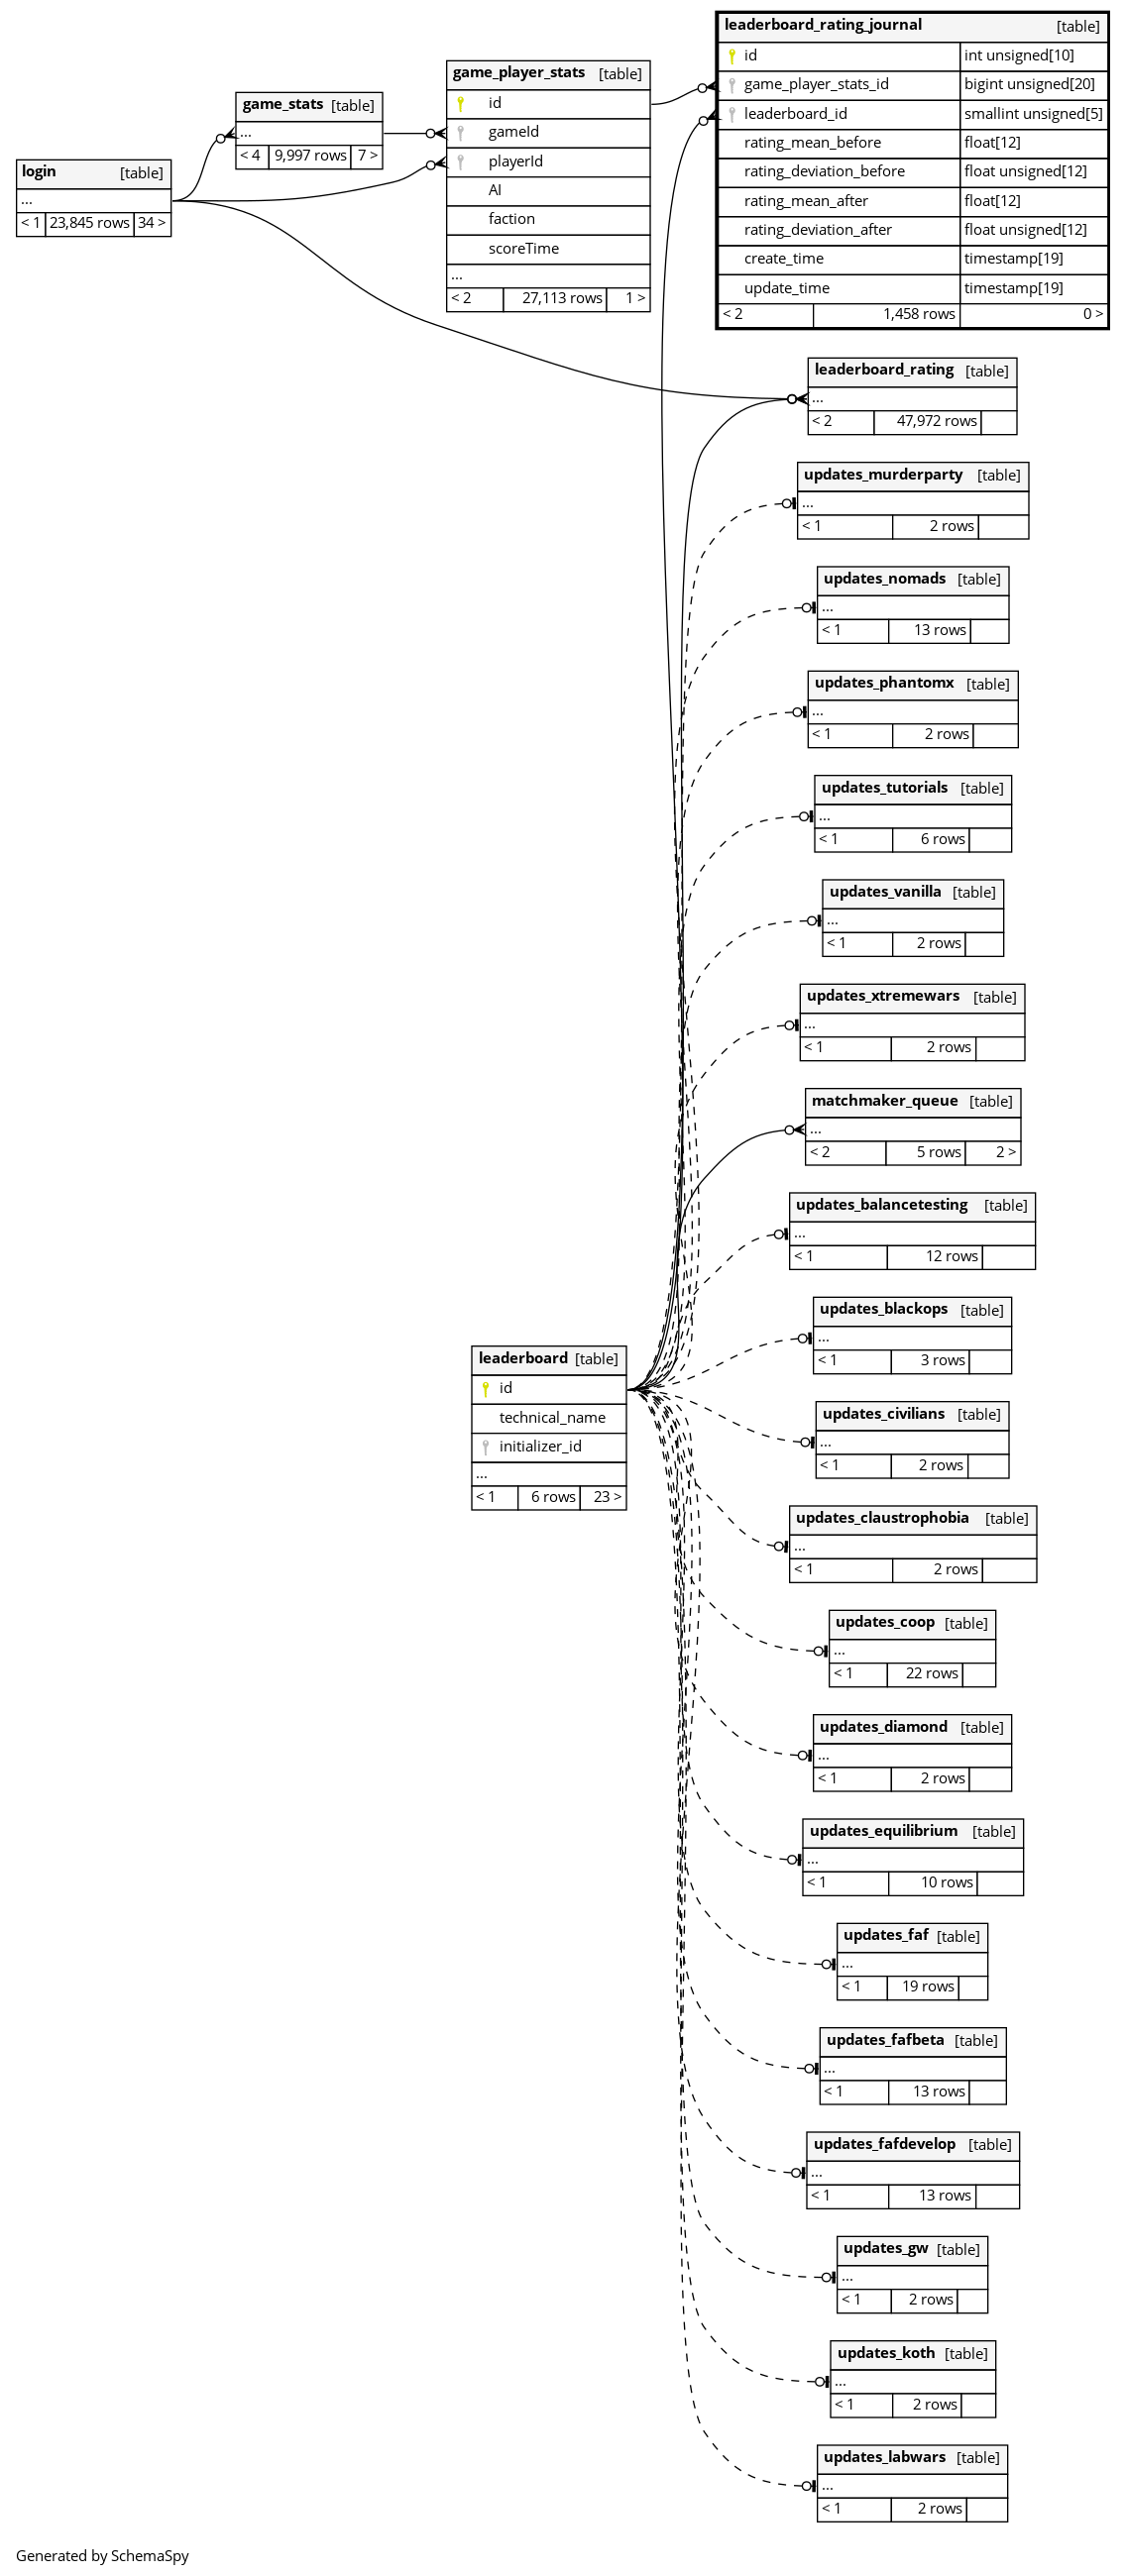 leaderboard_rating_journal [table]
id int unsigned[10]
game_player_stats_id bigint unsigned[20]
leaderboard_id smallint unsigned[5]
rating_mean_before float[12]
rating_deviation_before float unsigned[12]
rating_mean_after float[12]
rating_deviation_after float unsigned[12]
create_time timestamp[19]
update_time timestamp[19]
< 2 1,458 rows 0 >
game_player_stats [table]
id
gameId
playerId
AI
faction
scoreTime
...
< 2 27,113 rows 1 >
game_stats [table]
...
< 4 9,997 rows 7 >
login [table]
...
< 1 23,845 rows 34 >
leaderboard_rating [table]
...
< 2 47,972 rows
updates_murderparty [table]
...
< 1 2 rows
updates_nomads [table]
...
< 1 13 rows
updates_phantomx [table]
...
< 1 2 rows
updates_tutorials [table]
...
< 1 6 rows
updates_vanilla [table]
...
< 1 2 rows
updates_xtremewars [table]
...
< 1 2 rows
matchmaker_queue [table]
...
< 2 5 rows 2 >
updates_balancetesting [table]
...
< 1 12 rows
updates_blackops [table]
...
< 1 3 rows
leaderboard [table]
id
technical_name
initializer_id
...
< 1 6 rows 23 >
updates_civilians [table]
...
< 1 2 rows
updates_claustrophobia [table]
...
< 1 2 rows
updates_coop [table]
...
< 1 22 rows
updates_diamond [table]
...
< 1 2 rows
updates_equilibrium [table]
...
< 1 10 rows
updates_faf [table]
...
< 1 19 rows
updates_fafbeta [table]
...
< 1 13 rows
updates_fafdevelop [table]
...
< 1 13 rows
updates_gw [table]
...
< 1 2 rows
updates_koth [table]
...
< 1 2 rows
updates_labwars [table]
...
< 1 2 rows
Generated by SchemaSpy